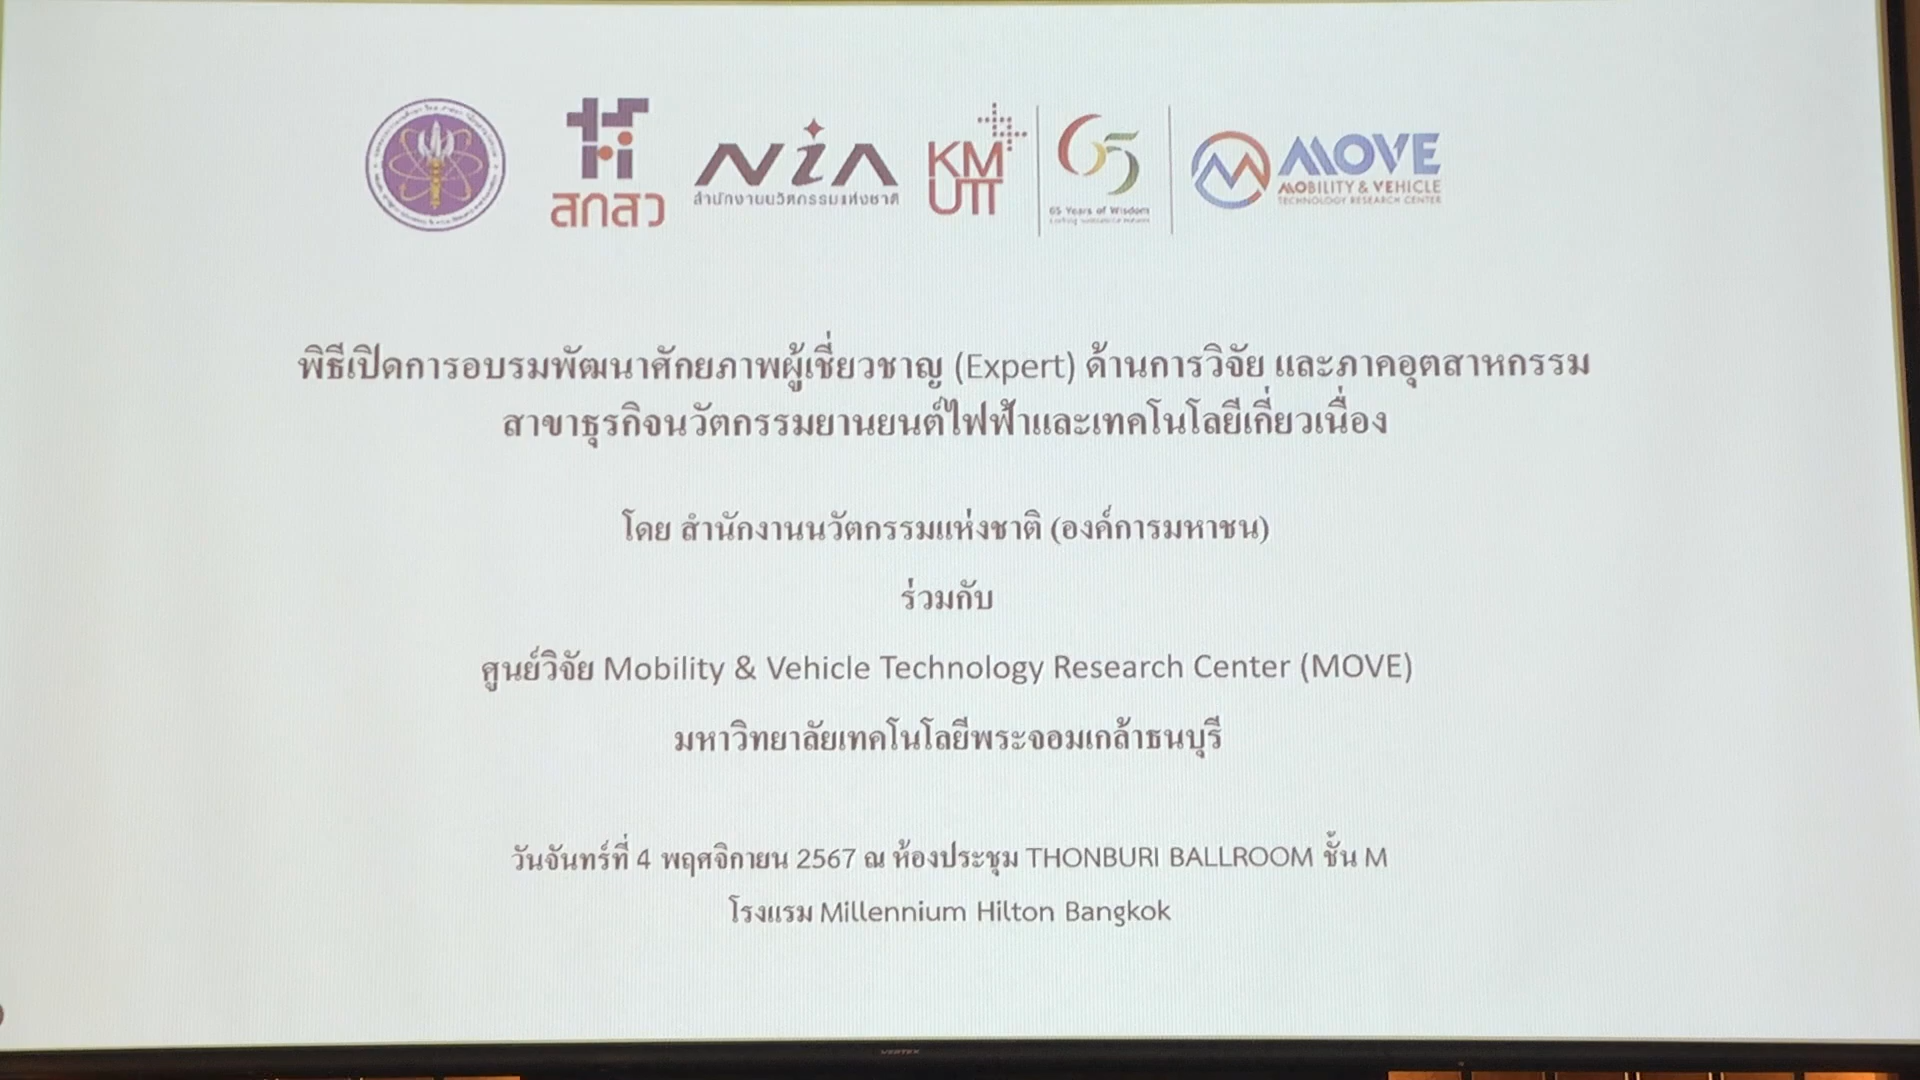 สกสว
NiA
สำนักงานนวัตกรรมแห่งชาติ
KM
UTT
65
65 Years of Wisdom
MOVE
MOBILITY & VEHICLE
TECHNOLOGY RESEARCH CENTER
พิธีเปิดการอบรมพัฒนาศักยภาพผู้เชี่ยวชาญ (Expert) ด้านการวิจัย และภาคอุตสาหกรรม
สาขาธุรกิจนวัตกรรมยานยนต์ไฟฟ้าและเทคโนโลยีเกี่ยวเนื่อง
โดย สำนักงานนวัตกรรมแห่งชาติ (องค์การมหาชน)
ร่วมกับ
ศูนย์วิจัย Mobility & Vehicle Technology Research Center (MOVE)
มหาวิทยาลัยเทคโนโลยีพระจอมเกล้าธนบุรี
วันจันทร์ที่ 4 พฤศจิกายน 2567 ณ ห้องประชุม THONBURI BALLROOM ชั้น M
โรงแรม Millennium Hilton Bangkok
VERTEX